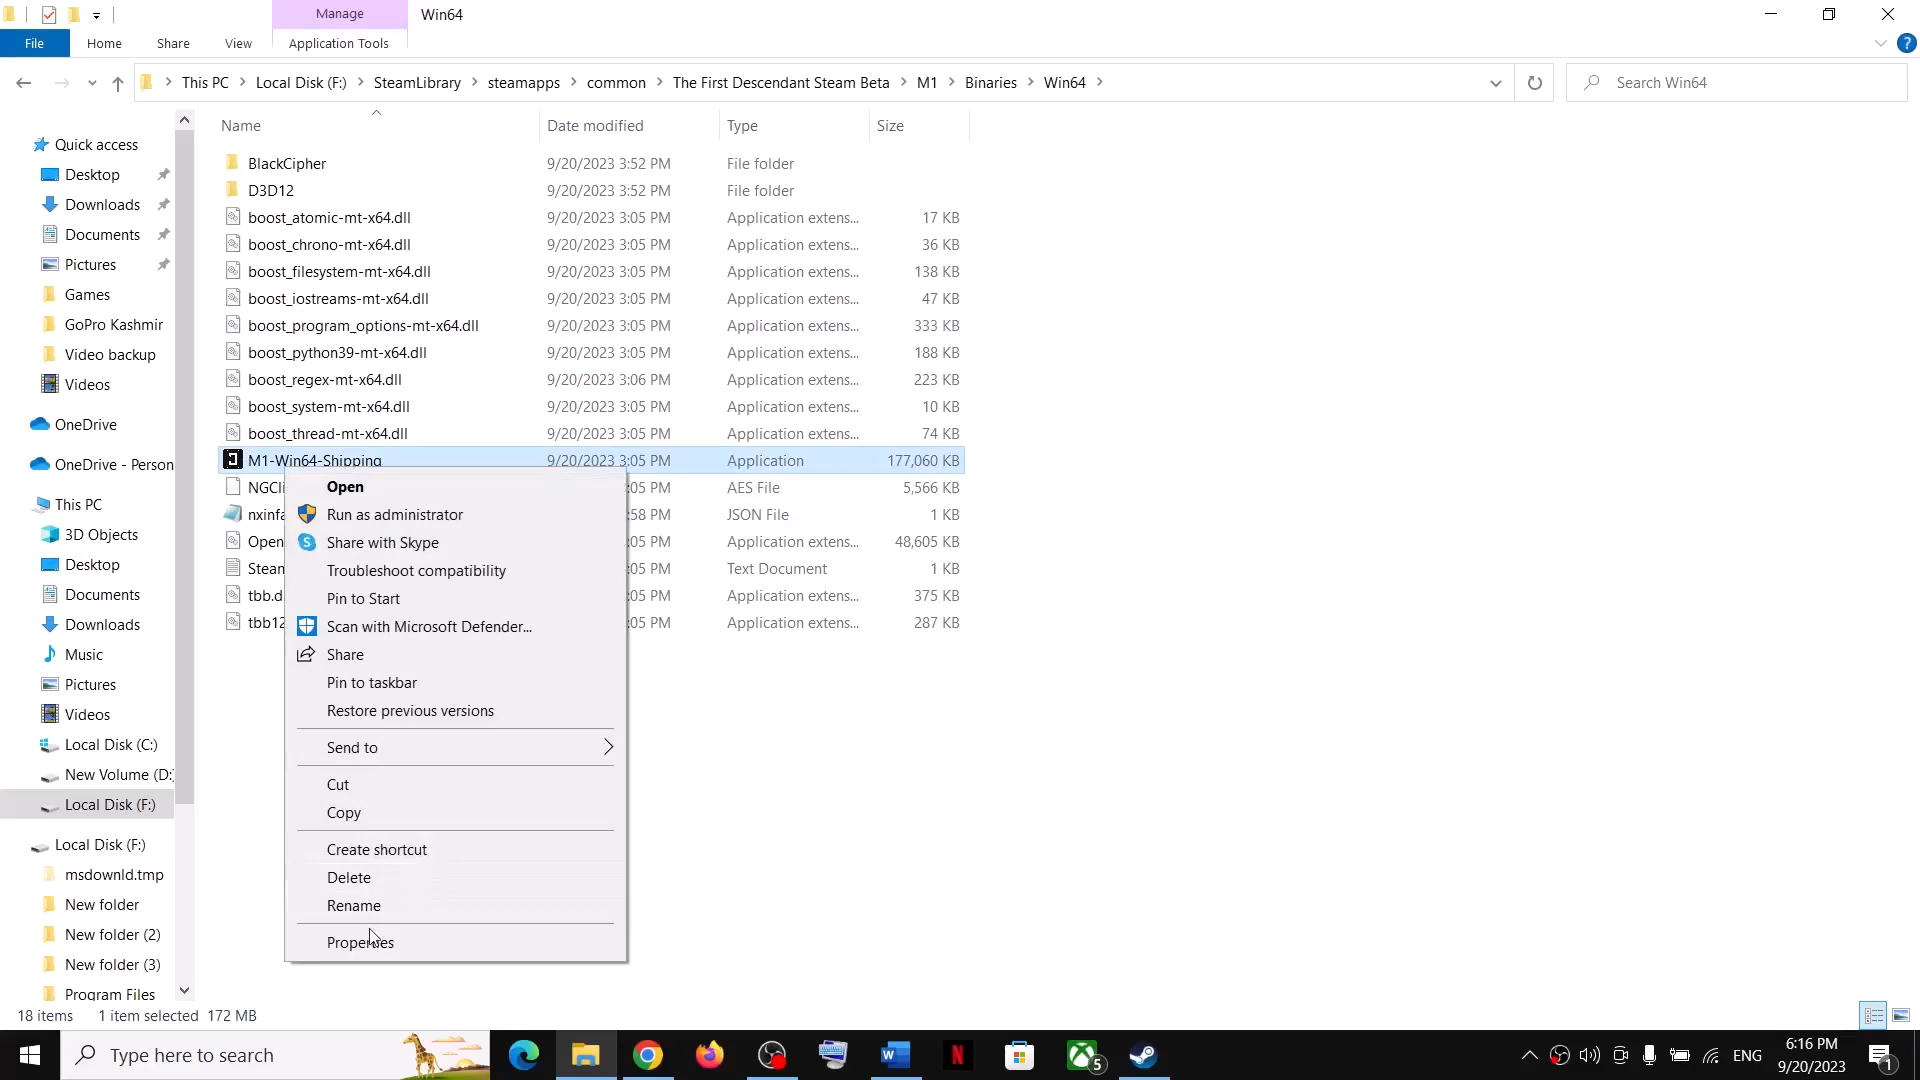 Manage
Win64
File
Home
Share
View
Application Tools
This PC
Local Disk (F:)
SteamLibrary
steamapps
common
The First Descendant Steam Beta
M1
Binaries
Win64
Search Win64
Name
Date modified
Type
Size
Quick access
Desktop
Downloads
Documents
Pictures
Games
GoPro Kashmir
Video backup
Videos
OneDrive
OneDrive - Person
This PC
3D Objects
Desktop
Documents
Downloads
Music
Pictures
Videos
Local Disk (C:)
New Volume (D:)
Local Disk (F:)
Local Disk (F:)
msdownld.tmp
New folder
New folder (2)
New folder (3)
Program Files
BlackCipher 9/20/2023 3:52 PM File folder
D3D12 9/20/2023 3:52 PM File folder
boost_atomic-mt-x64.dll 9/20/2023 3:05 PM Application extens... 17 KB
boost_chrono-mt-x64.dll 9/20/2023 3:05 PM Application extens... 36 KB
boost_filesystem-mt-x64.dll 9/20/2023 3:05 PM Application extens... 138 KB
boost_iostreams-mt-x64.dll 9/20/2023 3:05 PM Application extens... 47 KB
boost_program_options-mt-x64.dll 9/20/2023 3:05 PM Application extens... 333 KB
boost_python39-mt-x64.dll 9/20/2023 3:05 PM Application extens... 188 KB
boost_regex-mt-x64.dll 9/20/2023 3:06 PM Application extens... 223 KB
boost_system-mt-x64.dll 9/20/2023 3:05 PM Application extens... 10 KB
boost_thread-mt-x64.dll 9/20/2023 3:05 PM Application extens... 74 KB
M1-Win64-Shipping 9/20/2023 3:05 PM Application 177,060 KB
NGCli :05 PM AES File 5,566 KB
nxinfa :58 PM JSON File 1 KB
Open :05 PM Application extens... 48,605 KB
Steam :05 PM Text Document 1 KB
tbb.d :05 PM Application extens... 375 KB
tbb12 :05 PM Application extens... 287 KB
Open
Run as administrator
Share with Skype
Troubleshoot compatibility
Pin to Start
Scan with Microsoft Defender...
Share
Pin to taskbar
Restore previous versions
Send to
Cut
Copy
Create shortcut
Delete
Rename
Properties
18 items 1 item selected 172 MB
Type here to search
5
ENG
6:16 PM
9/20/2023
1